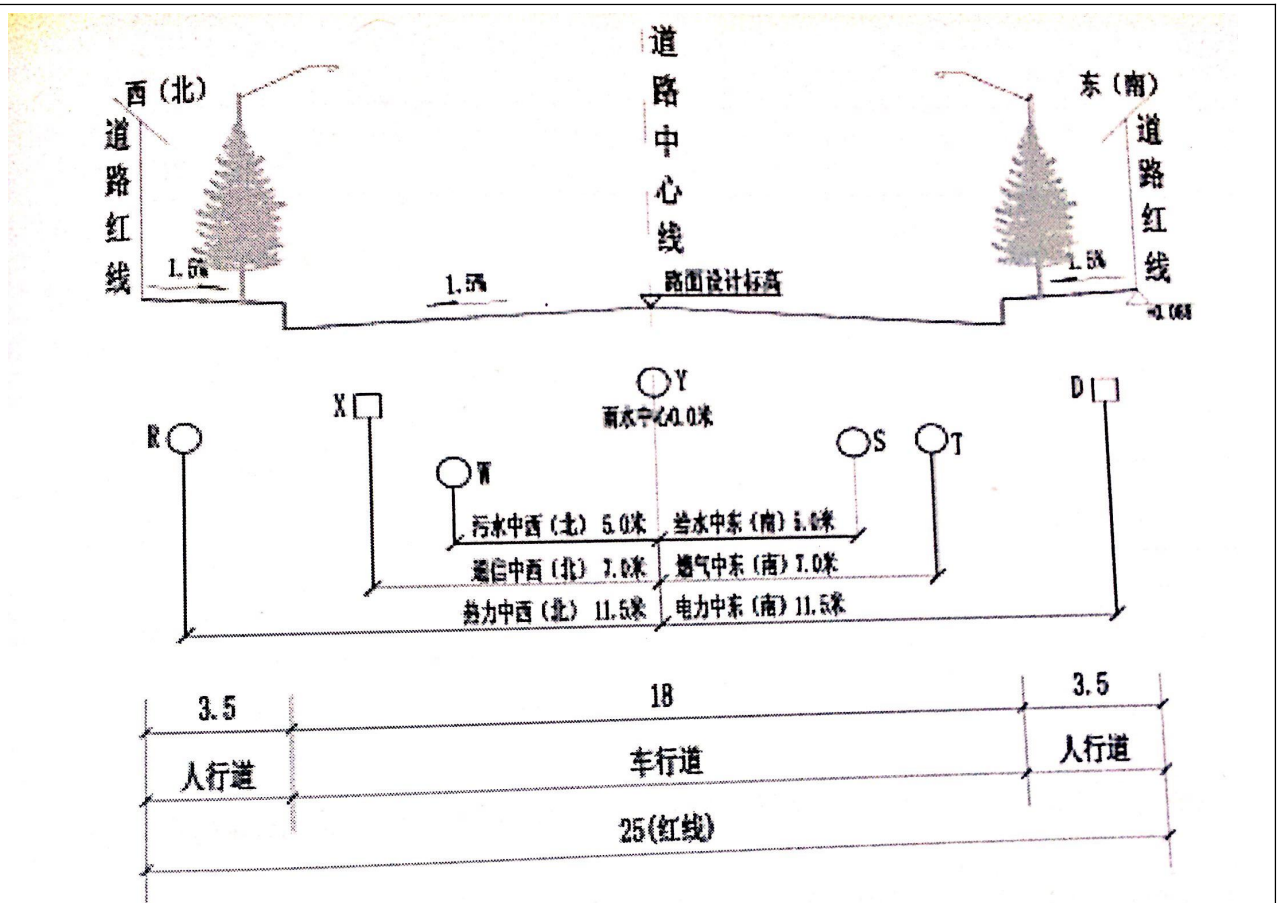 道路中心线
西（北）
东（南）
道路红线
道路红线
1.5%
1.5%
路面设计标高
1.5%
Y
雨水中心0.0米
X
D
R
W
S
T
污水中西（北） 5.0米
给水中东（南）5.0米
通信中西（北） 7.0米
燃气中东（南）7.0米
热力中西（北） 11.5米
电力中东（南）11.5米
3.5
18
3.5
人行道
车行道
人行道
25(红线)